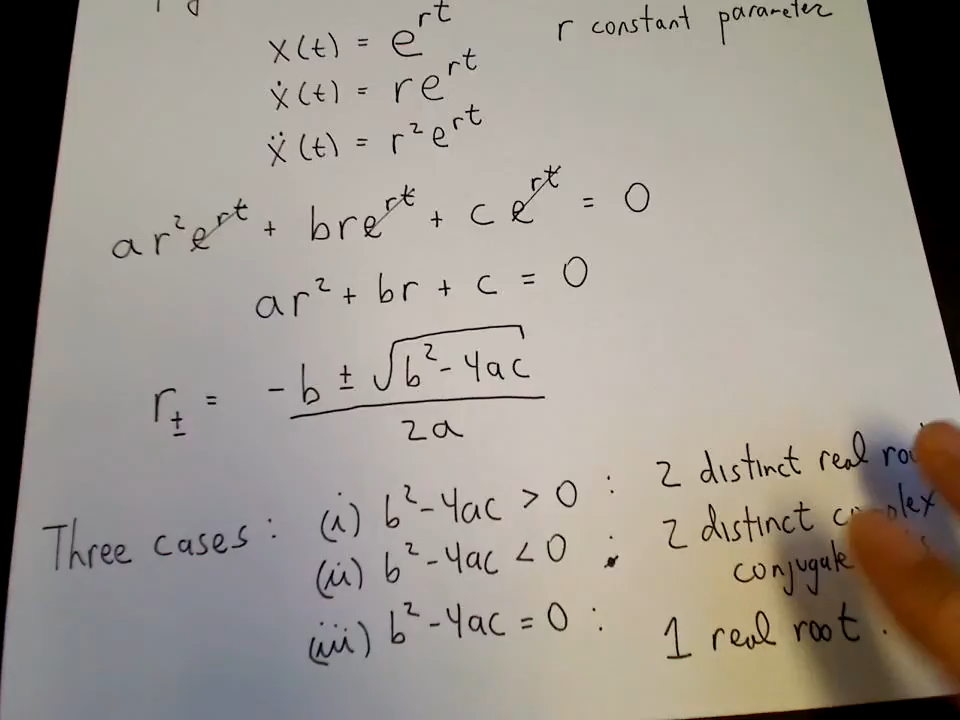 x(t) = e^{rt} r constant parameter
ẋ(t) = re^{rt}
ẍ(t) = r²e^{rt}
ar²e^{rt} + bre^{rt} + ce^{rt} = 0
ar² + br + c = 0
r± = (-b ± √(b²-4ac)) / 2a
Three cases: (i) b²-4ac > 0 : 2 distinct real
(ii) b²-4ac < 0 : 2 distinct
conjugate
(iii) b²-4ac = 0 : 1 real root.